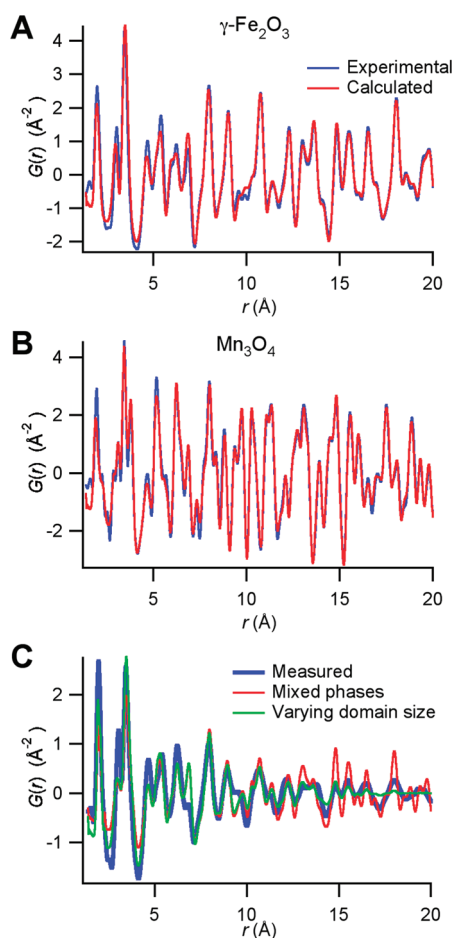 A
γ-Fe₂O₃
Experimental
Calculated
G(r) (Å⁻²)
4
3
2
1
0
-1
-2
5
10
15
20
r (Å)
B
Mn₃O₄
G(r) (Å⁻²)
4
2
0
-2
5
10
15
20
r (Å)
C
Measured
Mixed phases
Varying domain size
G(r) (Å⁻²)
2
1
0
-1
5
10
15
20
r (Å)